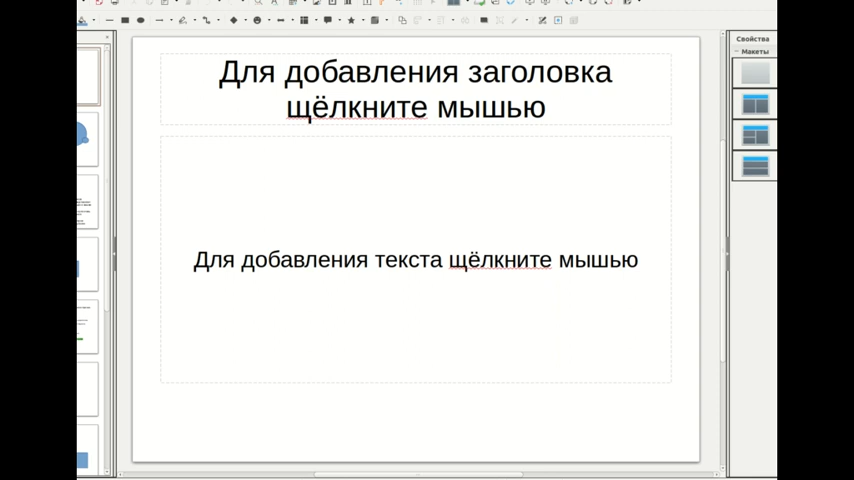 Свойства
Макеты
Для добавления заголовка
щёлкните мышью
Для добавления текста щёлкните мышью